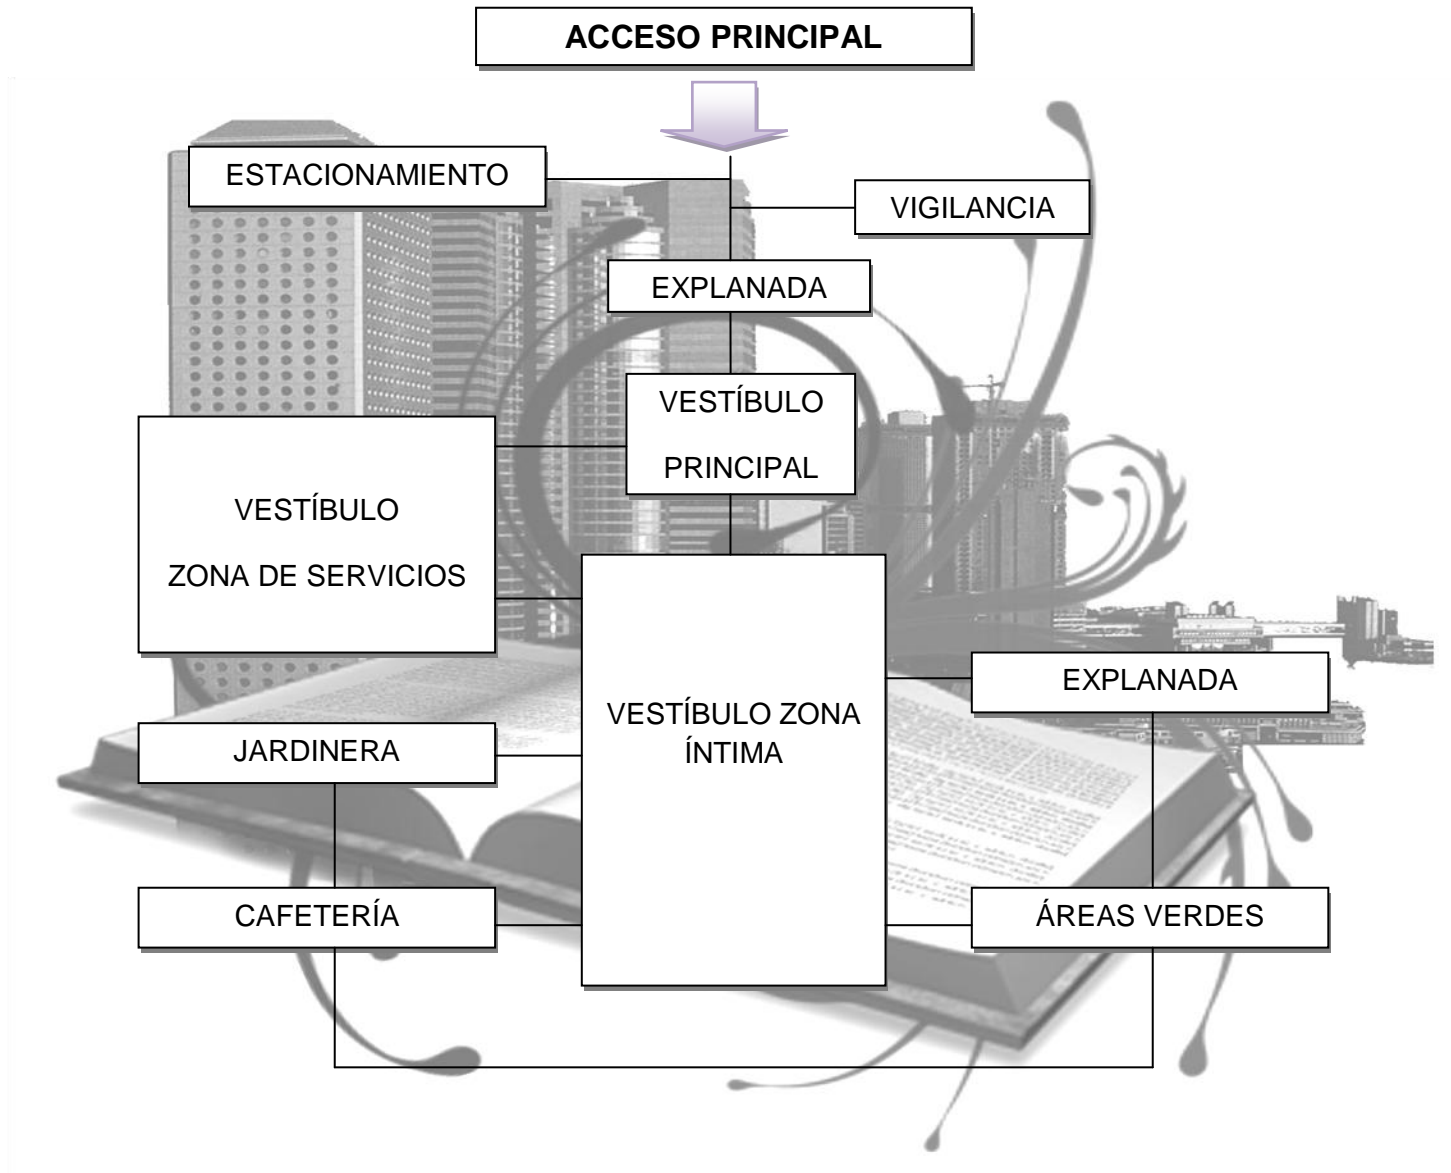 ACCESO PRINCIPAL
ESTACIONAMIENTO
VIGILANCIA
EXPLANADA
VESTÍBULO
PRINCIPAL
VESTÍBULO
ZONA DE SERVICIOS
VESTÍBULO ZONA
ÍNTIMA
EXPLANADA
JARDINERA
CAFETERÍA
ÁREAS VERDES